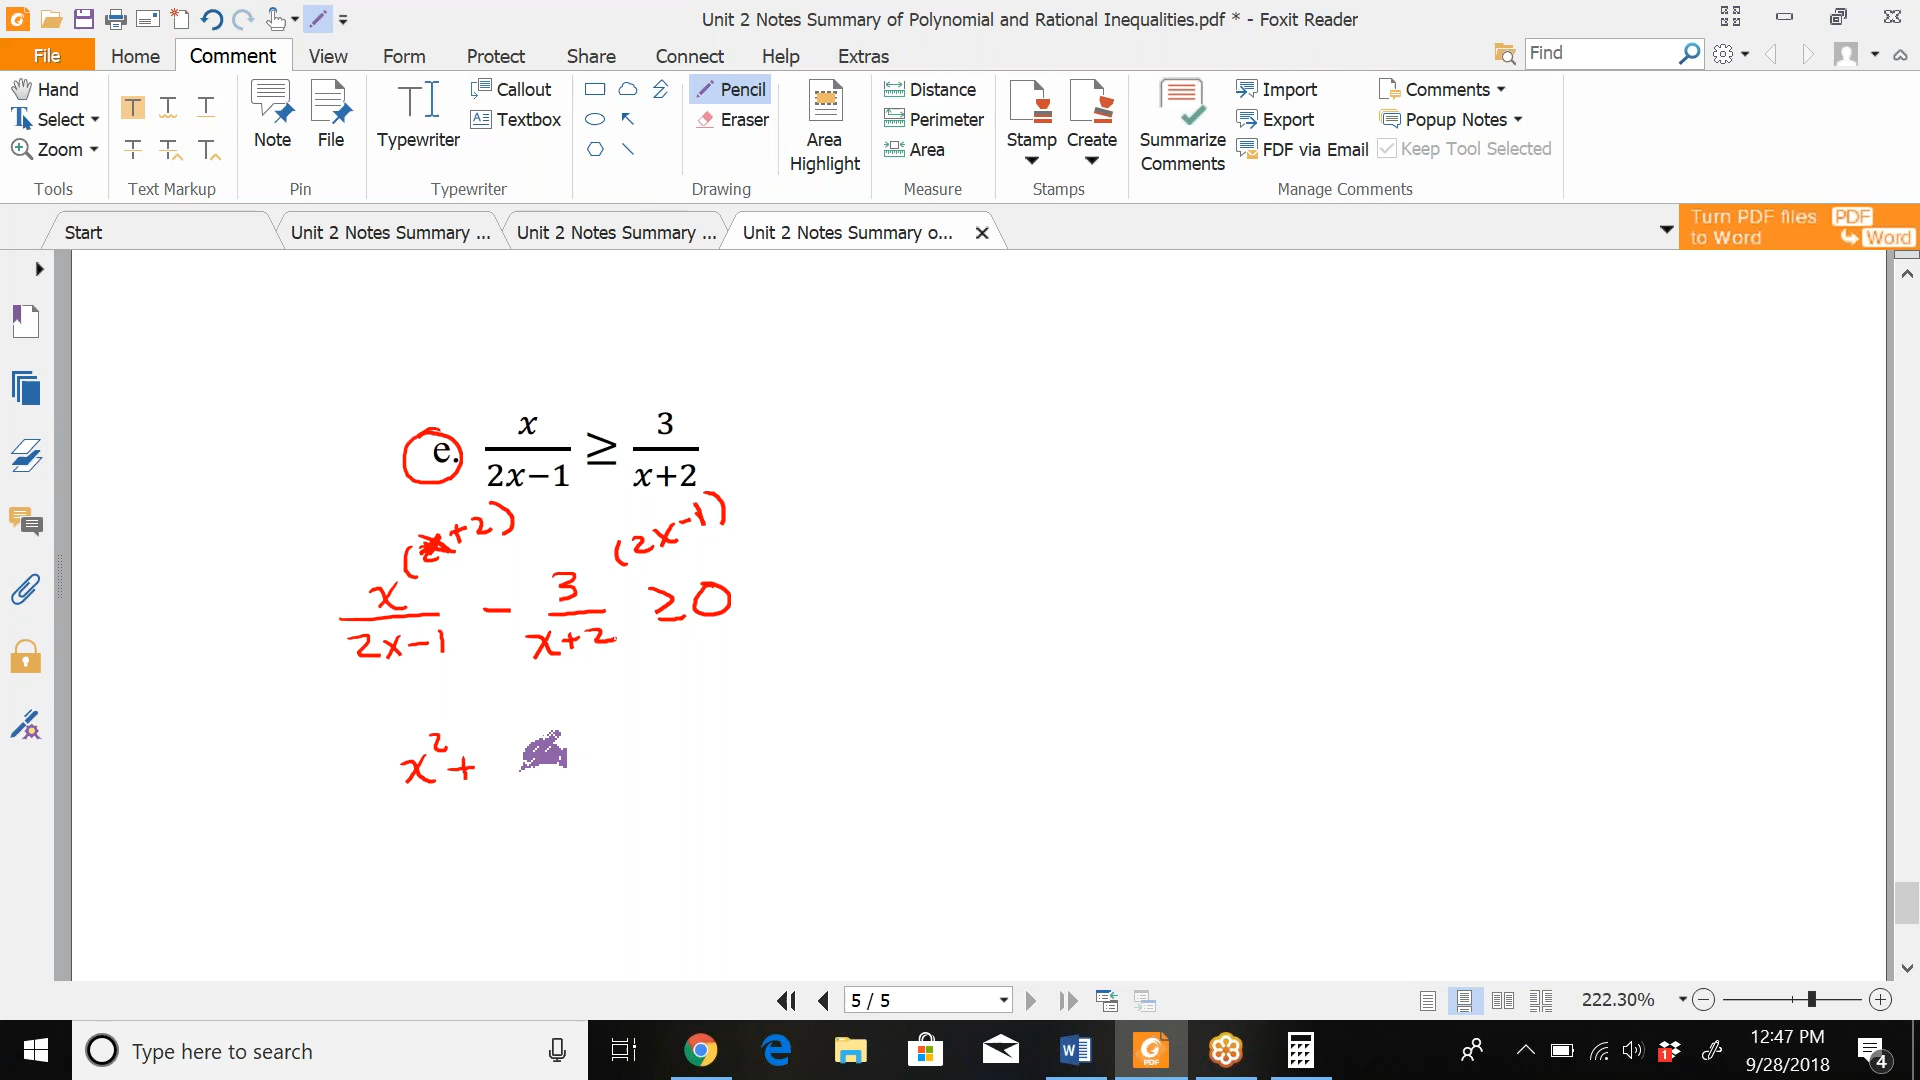 Unit 2 Notes Summary of Polynomial and Rational Inequalities.pdf * - Foxit Reader
File Home Comment View Form Protect Share Connect Help Extras Find
Hand
Select
Zoom
Tools
Text Markup
Note File
Pin
Typewriter
Callout
Textbox
Typewriter
Pencil
Eraser
Area Highlight
Drawing
Distance
Perimeter
Area
Measure
Stamp Create
Stamps
Summarize Comments
Import
Export
FDF via Email
Comments
Popup Notes
Keep Tool Selected
Manage Comments
Start Unit 2 Notes Summary ... Unit 2 Notes Summary ... Unit 2 Notes Summary o...
Turn PDF files to Word PDF Word
e. x/(2x−1) ≥ 3/(x+2)
(x+2) (2x-1)
x/(2x-1) - 3/(x+2) ≥ 0
x² +
5 / 5 222.30%
Type here to search
12:47 PM
9/28/2018
4